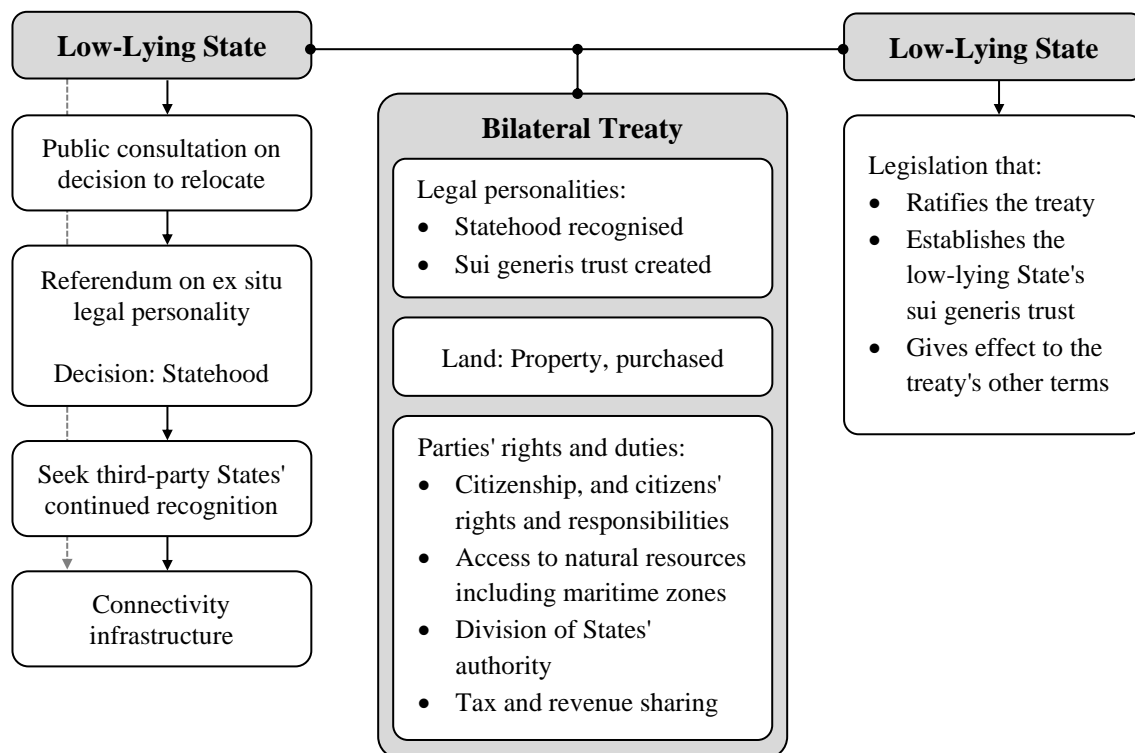 Low-Lying State
Public consultation on
decision to relocate
Referendum on ex situ
legal personality
Decision: Statehood
Seek third-party States'
continued recognition
Connectivity
infrastructure
Bilateral Treaty
Legal personalities:
• Statehood recognised
• Sui generis trust created
Land: Property, purchased
Parties' rights and duties:
• Citizenship, and citizens'
rights and responsibilities
• Access to natural resources
including maritime zones
• Division of States'
authority
• Tax and revenue sharing
Low-Lying State
Legislation that:
• Ratifies the treaty
• Establishes the
low-lying State's
sui generis trust
• Gives effect to the
treaty's other terms